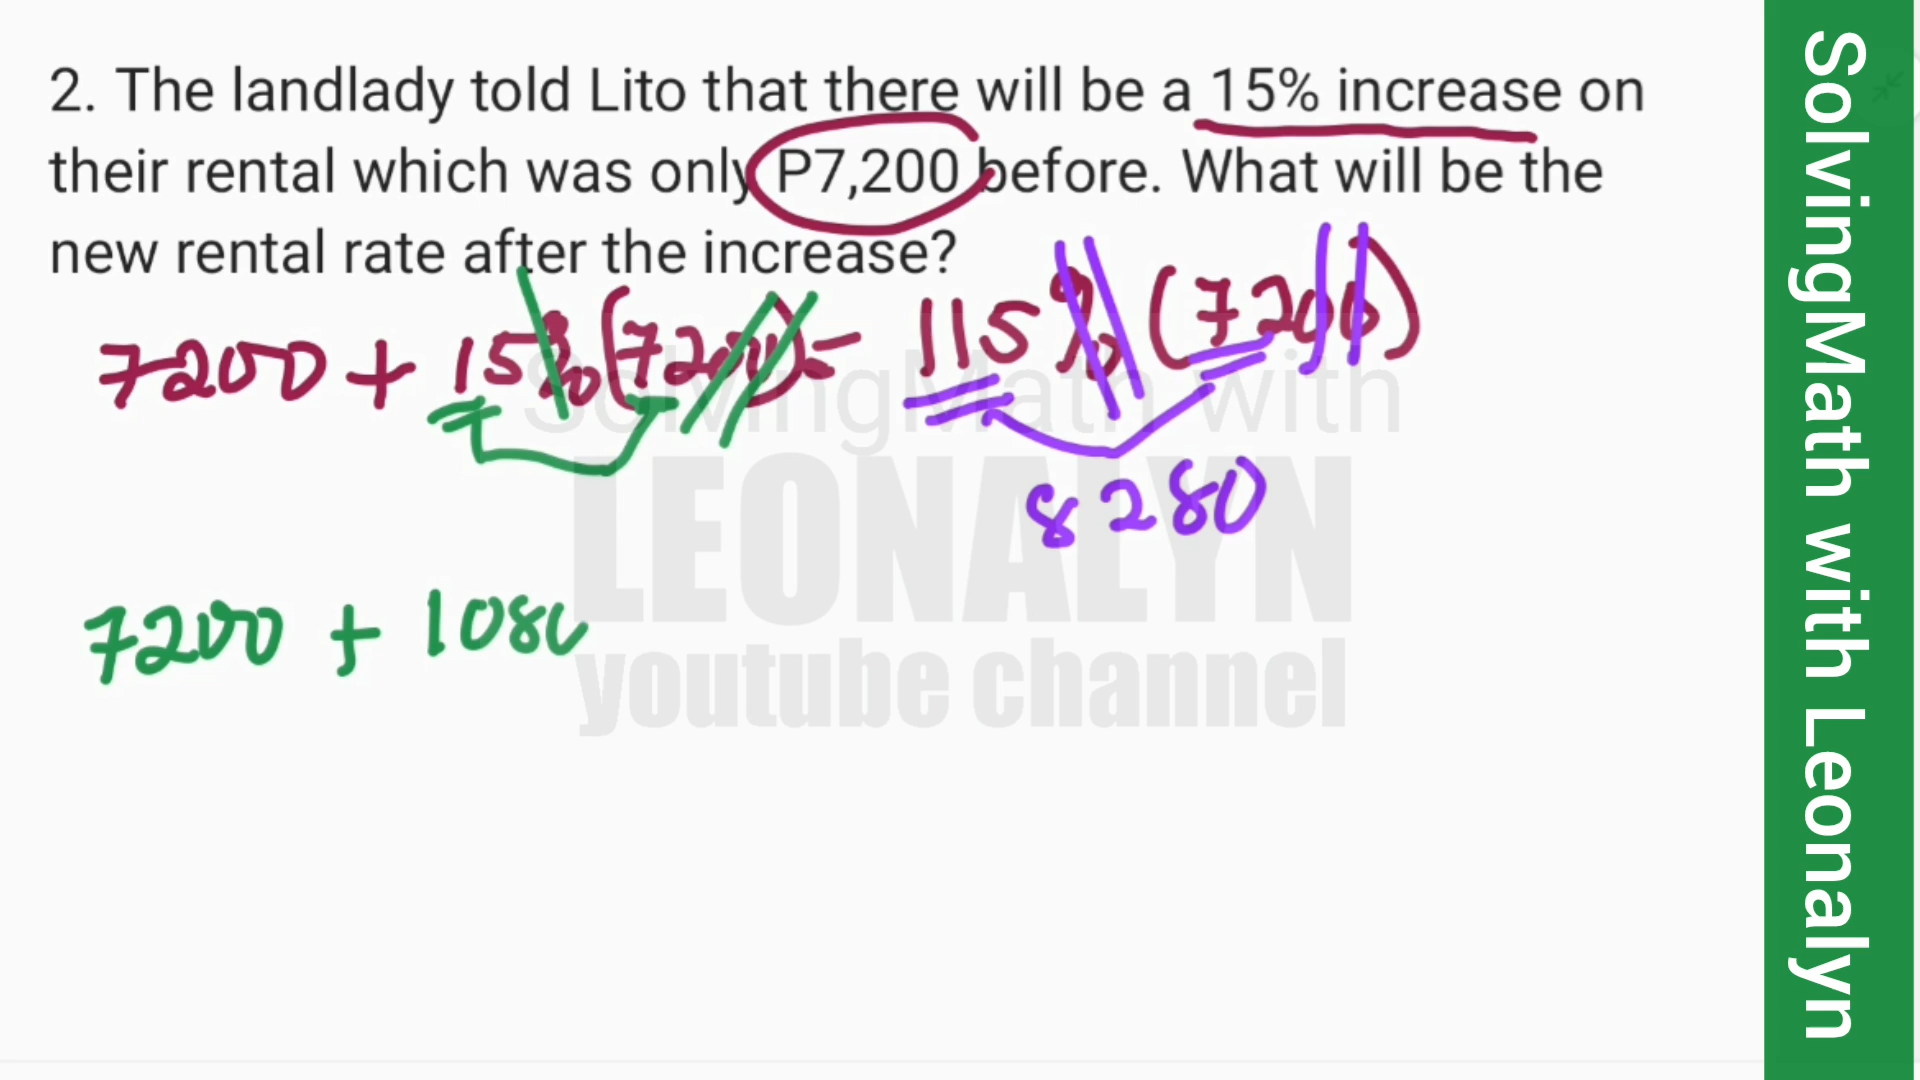 2. The landlady told Lito that there will be a 15% increase on
their rental which was only P7,200 before. What will be the
new rental rate after the increase?
7200 + 15%(7200) = 115% (7200)
8280
7200 + 1080
SolvingMath with
LEONALYN
youtube channel
SolvingMath with Leonalyn